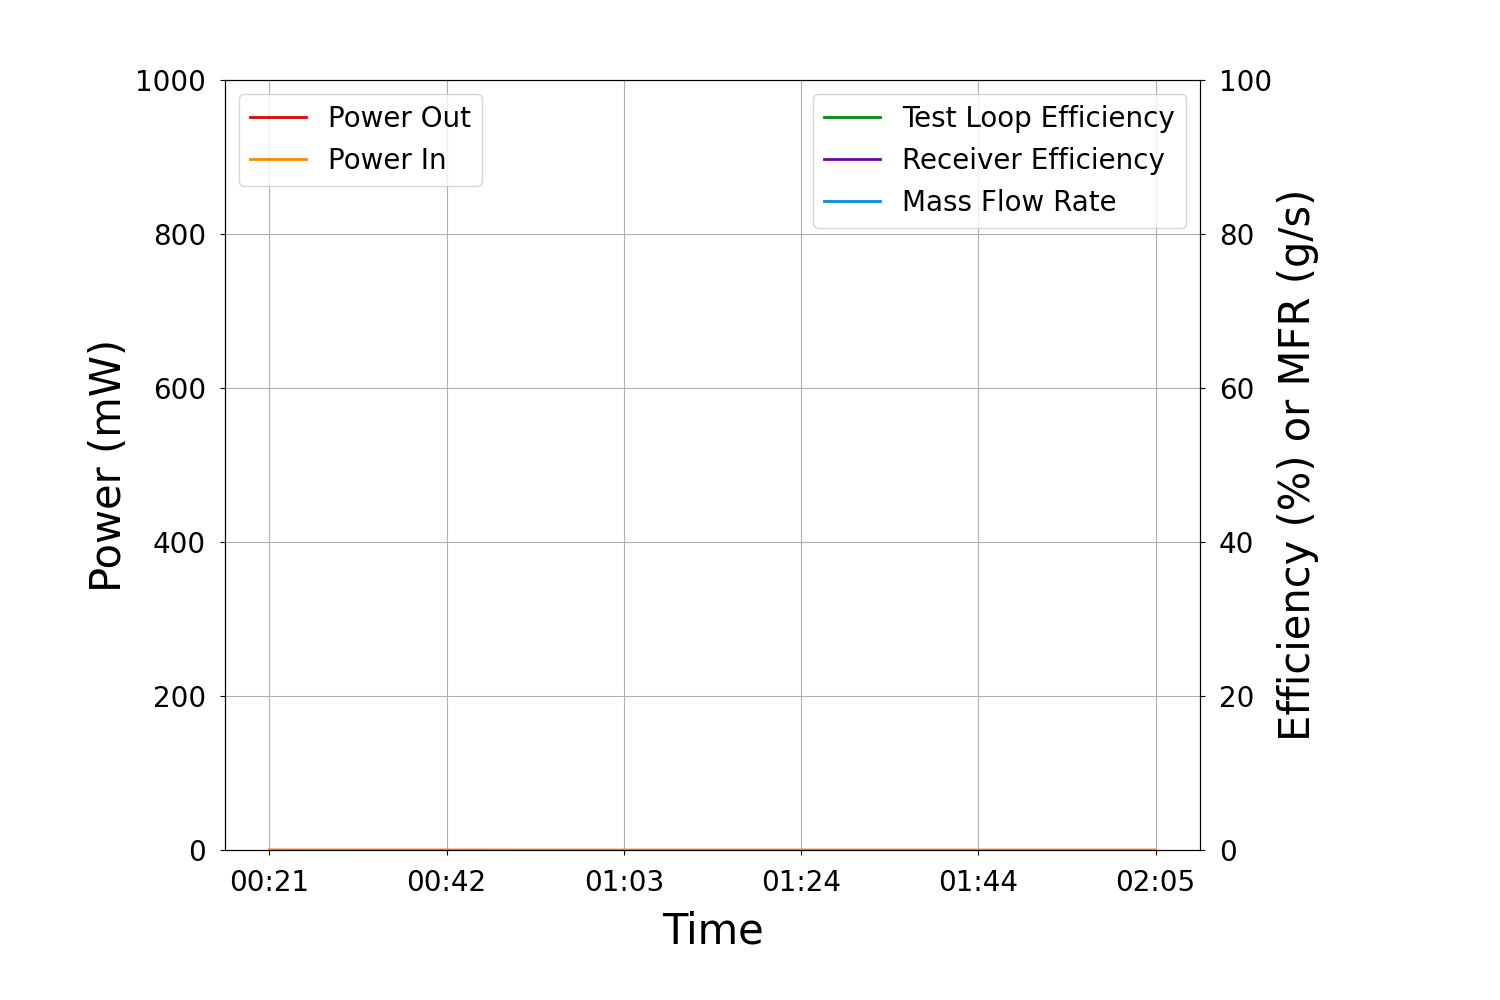 1000
800
600
400
200
0
Power (mW)
Power Out
Power In
Test Loop Efficiency
Receiver Efficiency
Mass Flow Rate
100
80
60
40
20
0
Efficiency (%) or MFR (g/s)
00:21
00:42
01:03
01:24
01:44
02:05
Time